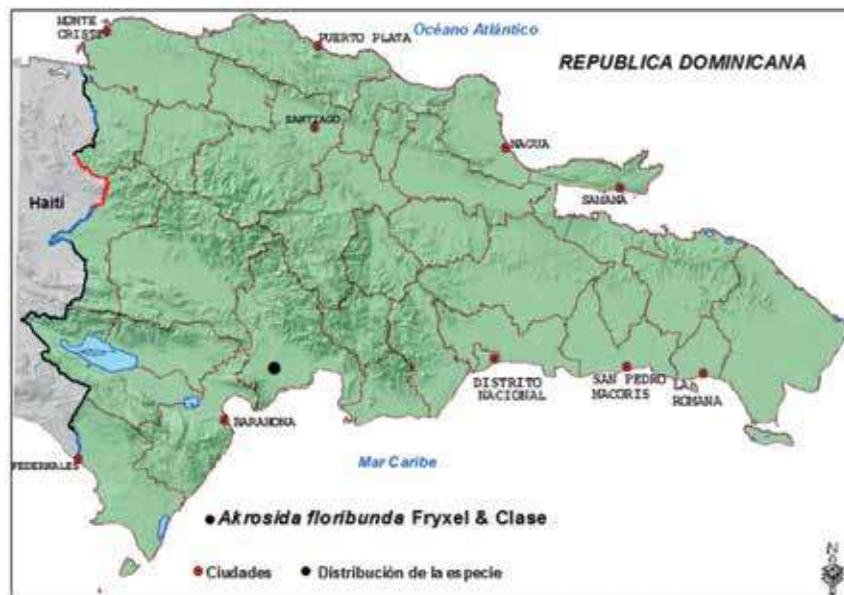 MONTE
CRISTI
PUERTO PLATA
Océano Atlántico
REPUBLICA DOMINICANA
SANTIAGO
NAGUA
SAMANA
Haití
DISTRITO
NACIONAL
SAN PEDRO
MACORIS
LA
ROMANA
BARAHONA
PEDERNALES
Mar Caribe
Akrosida floribunda Fryxel & Clase
Ciudades
Distribución de la especie